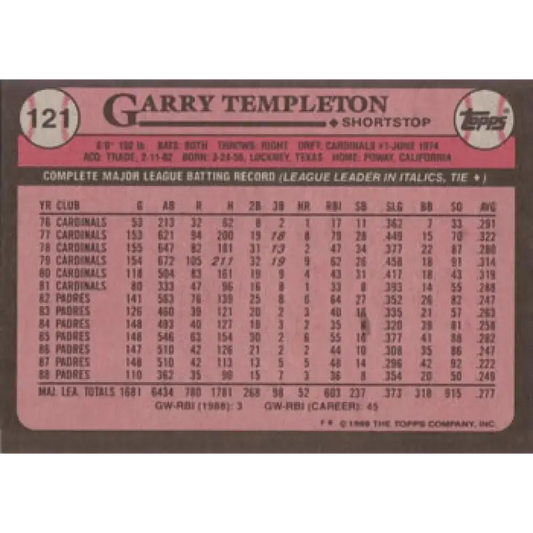 121
GARRY TEMPLETON
◆ SHORTSTOP
Topps
BATS: BOTH THROWS: RIGHT DRFT: CARDINALS #1-JUNE 1974
ACQ: TRADE, 2-11-82 BORN: 3-24-56, LOCKNEY, TEXAS HOME: POWAY, CALIFORNIA
COMPLETE MAJOR LEAGUE BATTING RECORD (LEAGUE LEADER IN ITALICS, TIE ♦)
YR CLUB G AB R H 2B 3B HR RBI SB SLG BB SO AVG
76 CARDINALS 53 213 32 62 8 2 1 17 11 .362 7 33 .291
77 CARDINALS 153 621 94 200 19 18 8 79 28 .449 15 70 .322
78 CARDINALS 155 647 82 181 31 13 2 47 34 .377 22 87 .280
79 CARDINALS 154 672 105 211 32 19 9 62 26 .458 18 91 .314
80 CARDINALS 118 504 83 161 19 9 4 43 31 .417 18 43 .319
81 CARDINALS 80 333 47 96 16 8 1 33 8 .393 14 55 .288
82 PADRES 141 563 76 139 25 8 6 64 27 .352 26 82 .247
83 PADRES 126 460 39 121 20 2 3 40 16 .335 21 57 .263
84 PADRES 148 493 40 127 19 3 2 35 8 .320 39 81 .258
85 PADRES 148 546 63 154 30 2 6 55 16 .377 41 88 .282
86 PADRES 147 510 42 126 21 2 2 44 10 .308 35 86 .247
87 PADRES 148 510 42 113 13 5 5 48 14 .296 42 92 .222
88 PADRES 110 362 35 90 15 7 3 36 8 .354 20 50 .249
MAJ. LEA. TOTALS 1681 6434 780 1781 268 98 52 603 237 .373 318 915 .277
GW-RBI (1988): 3 GW-RBI (CAREER): 45
© 1989 THE TOPPS COMPANY, INC.